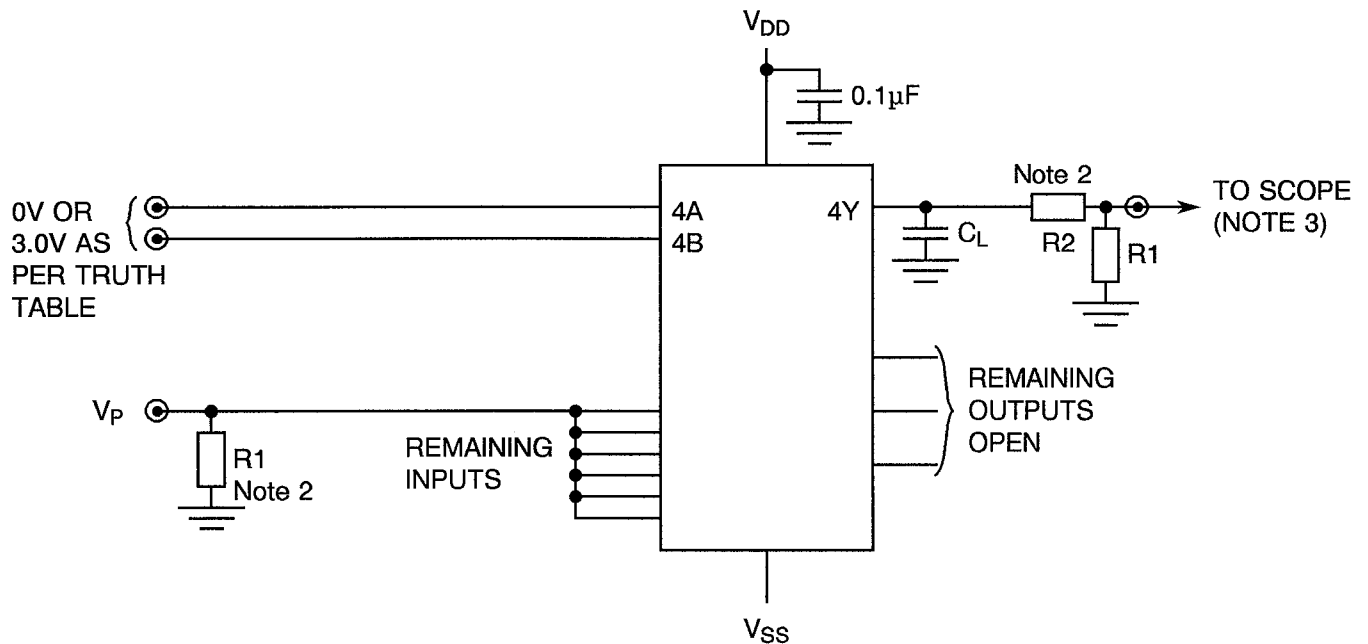 VDD
0.1µF
0V OR
3.0V AS
PER TRUTH
TABLE
4A
4B
4Y
CL
Note 2
R2
R1
TO SCOPE
(NOTE 3)
VP
R1
Note 2
REMAINING
INPUTS
REMAINING
OUTPUTS
OPEN
VSS